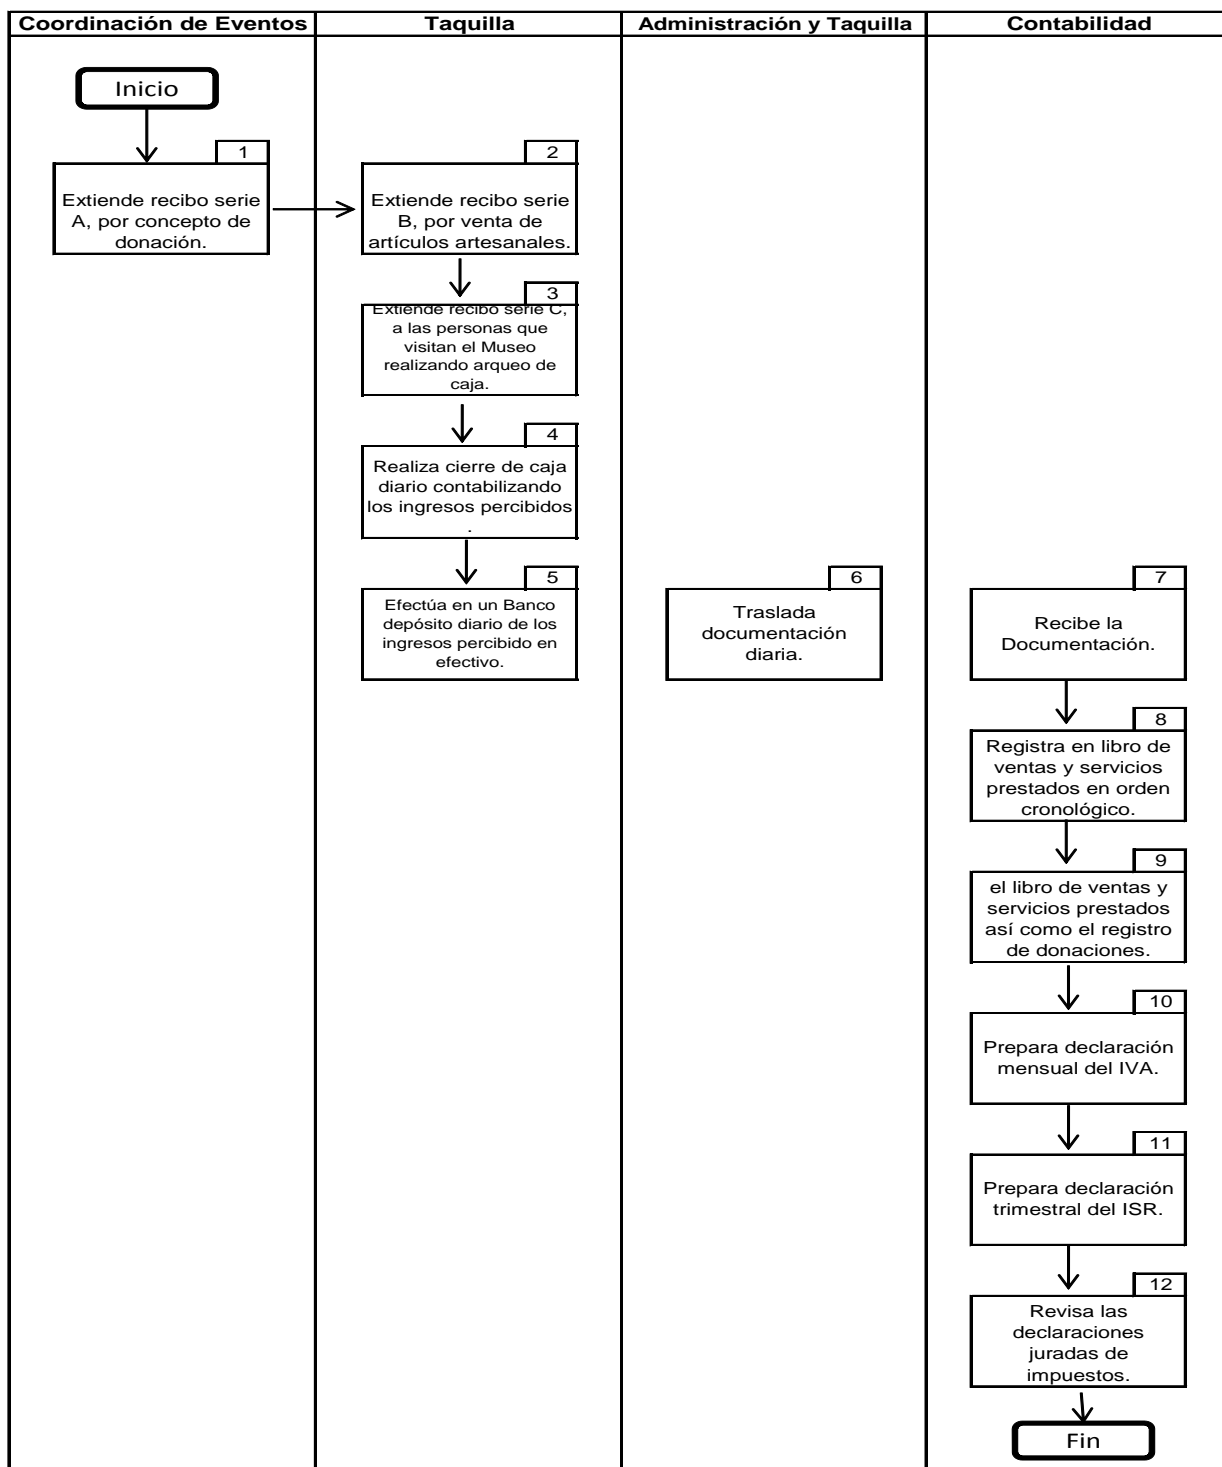 Coordinación de Eventos
Taquilla
Administración y Taquilla
Contabilidad
Inicio
1
Extiende recibo serie
A, por concepto de
donación.
2
Extiende recibo serie
B, por venta de
artículos artesanales.
3
Extiende recibo serie C,
a las personas que
visitan el Museo
realizando arqueo de
caja.
4
Realiza cierre de caja
diario contabilizando
los ingresos percibidos
.
5
Efectúa en un Banco
depósito diario de los
ingresos percibido en
efectivo.
6
Traslada
documentación
diaria.
7
Recibe la
Documentación.
8
Registra en libro de
ventas y servicios
prestados en orden
cronológico.
9
el libro de ventas y
servicios prestados
así como el registro
de donaciones.
10
Prepara declaración
mensual del IVA.
11
Prepara declaración
trimestral del ISR.
12
Revisa las
declaraciones
juradas de
impuestos.
Fin